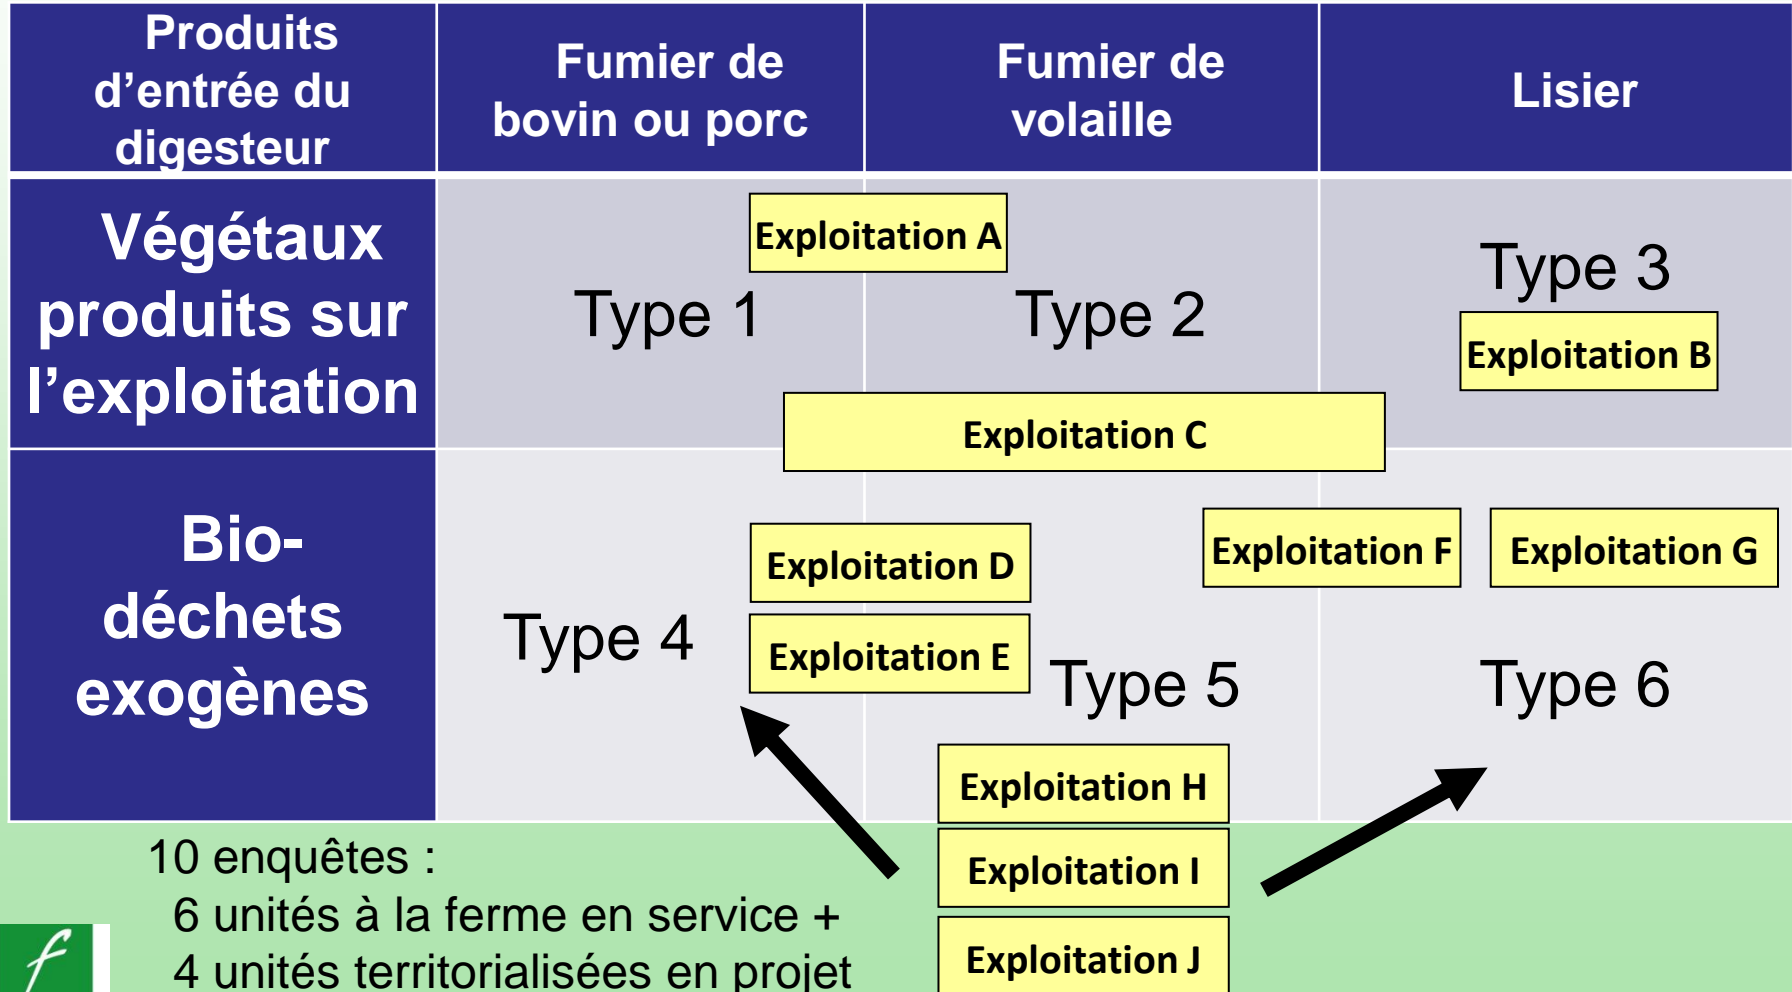 Produits
d’entrée du
digesteur
Fumier de
bovin ou porc
Fumier de
volaille
Lisier
Végétaux
produits sur
l’exploitation
Exploitation A
Type 1
Type 2
Type 3
Exploitation B
Exploitation C
Bio-
déchets
exogènes
Type 4
Exploitation D
Exploitation E
Type 5
Exploitation F
Exploitation G
Type 6
Exploitation H
Exploitation I
Exploitation J
10 enquêtes :
6 unités à la ferme en service +
4 unités territorialisées en projet
f